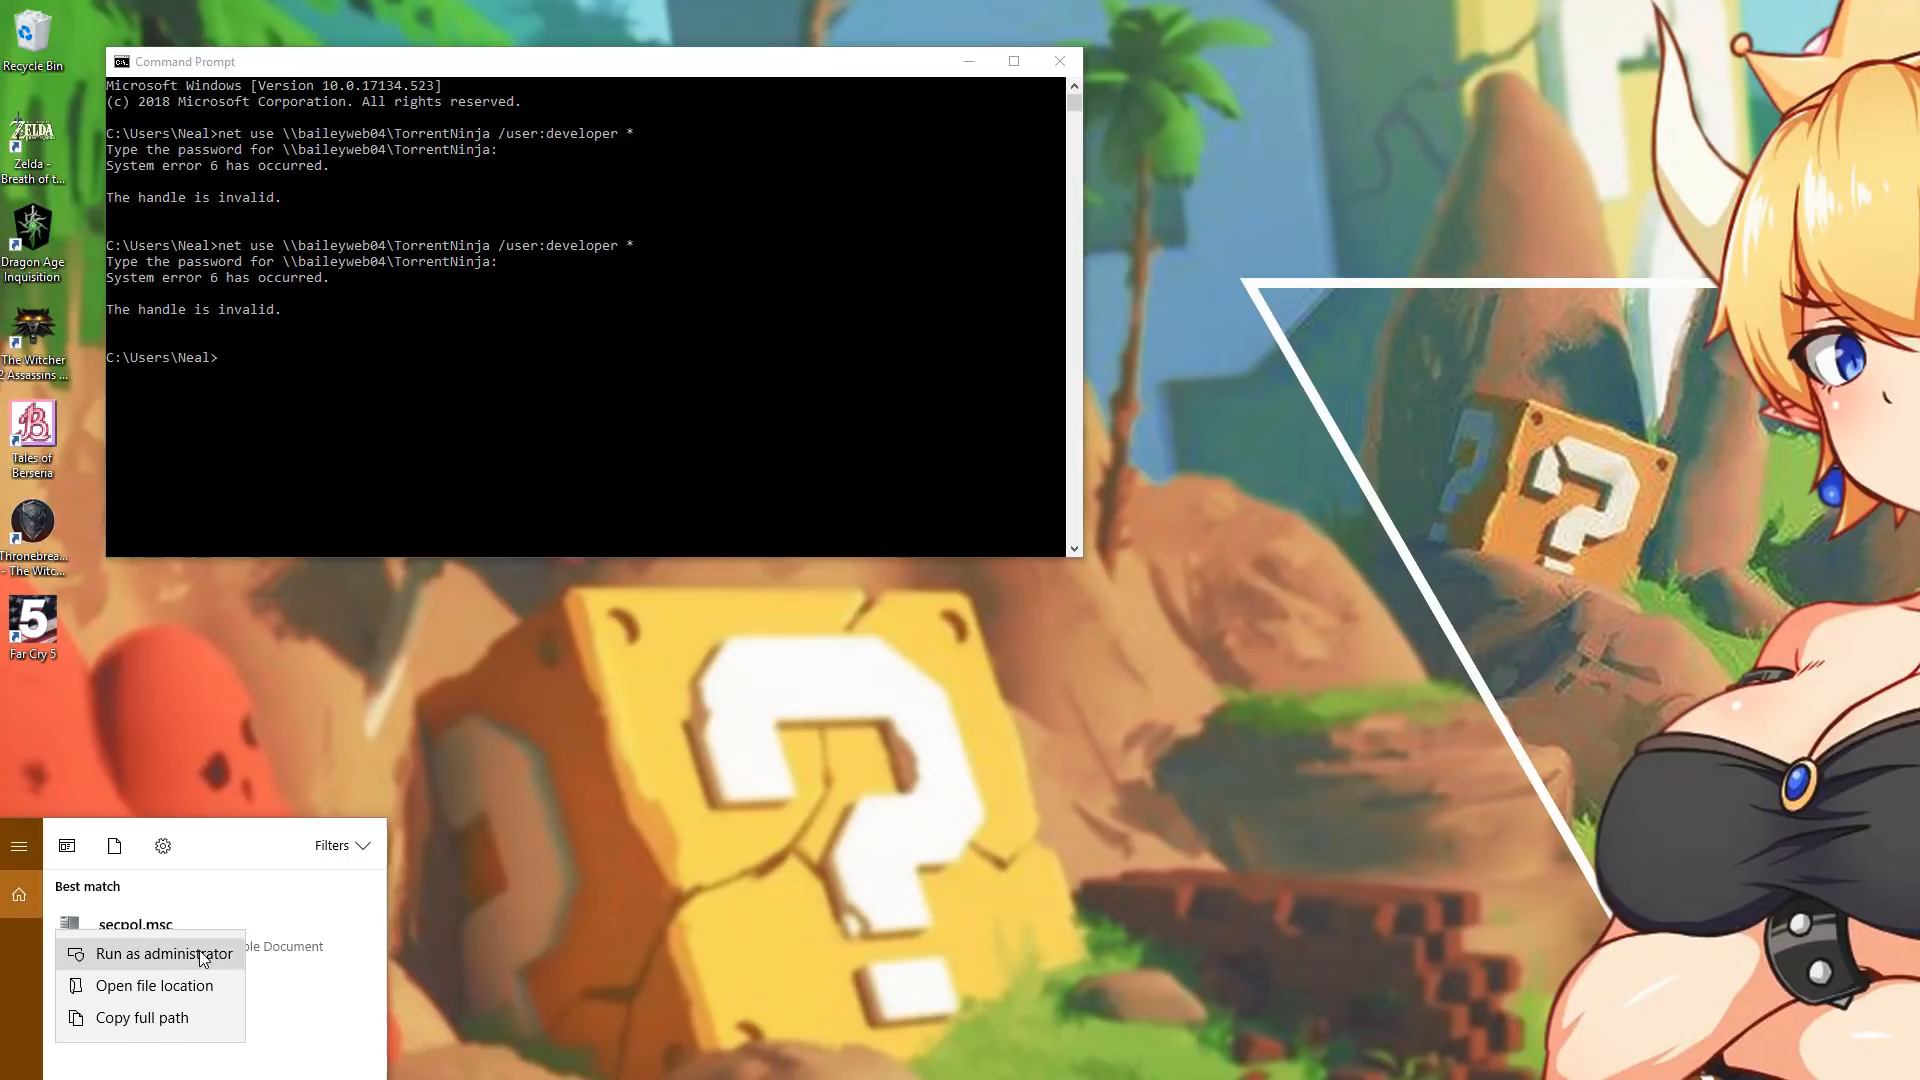 Recycle Bin
ZELDA
Zelda -
Breath of t...
Dragon Age
Inquisition
The Witcher
2 Assassins ...
B
Tales of
Berseria
Thronebrea...
- The Witc...
5
Far Cry 5
Command Prompt
Microsoft Windows [Version 10.0.17134.523]
(c) 2018 Microsoft Corporation. All rights reserved.
C:\Users\Neal>net use \\baileyweb04\TorrentNinja /user:developer *
Type the password for \\baileyweb04\TorrentNinja:
System error 6 has occurred.
The handle is invalid.
C:\Users\Neal>net use \\baileyweb04\TorrentNinja /user:developer *
Type the password for \\baileyweb04\TorrentNinja:
System error 6 has occurred.
The handle is invalid.
C:\Users\Neal>
?
?
?
Filters
Best match
secpol.msc
ole Document
Run as administrator
Open file location
Copy full path